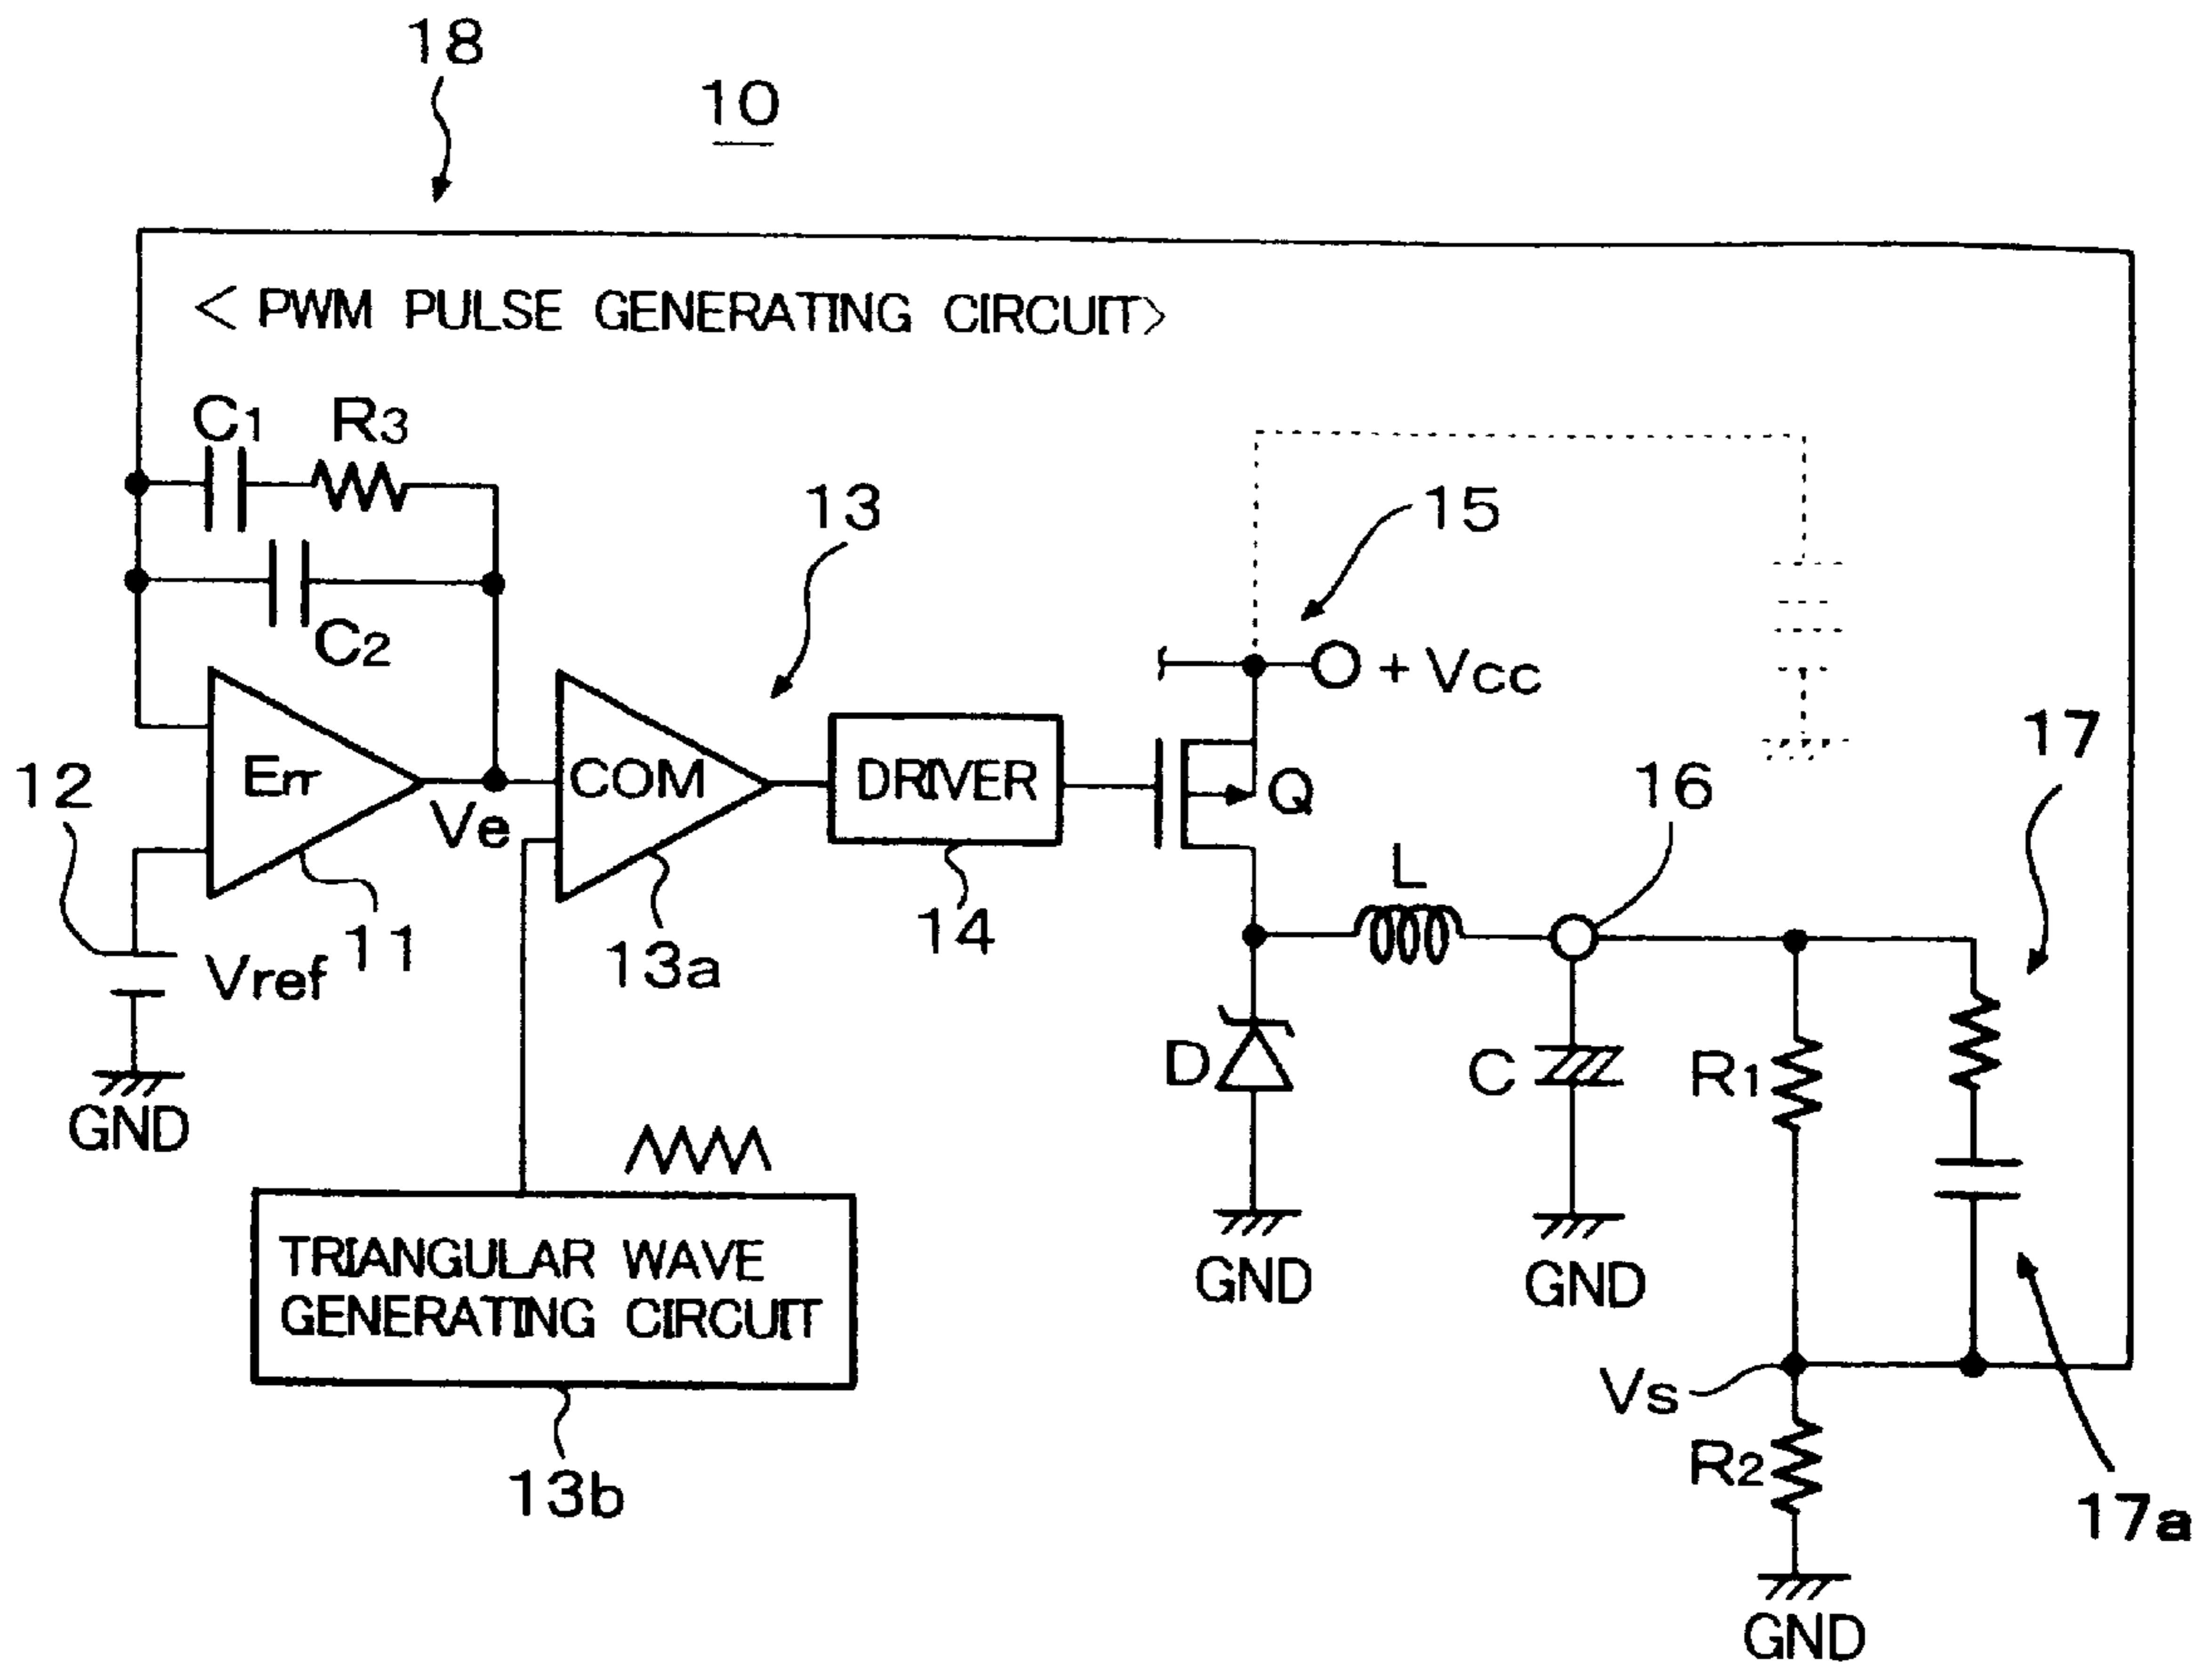 18
10
< PWM PULSE GENERATING CIRCUIT>
C1
R3
13
15
C2
+ Vcc
17
12
Err
COM
DRIVER
Q
16
Ve
L
11
13a
14
Vref
D
C
R1
GND
TRIANGULAR WAVE
GENERATING CIRCUIT
GND
GND
Vs
R2
13b
17a
GND